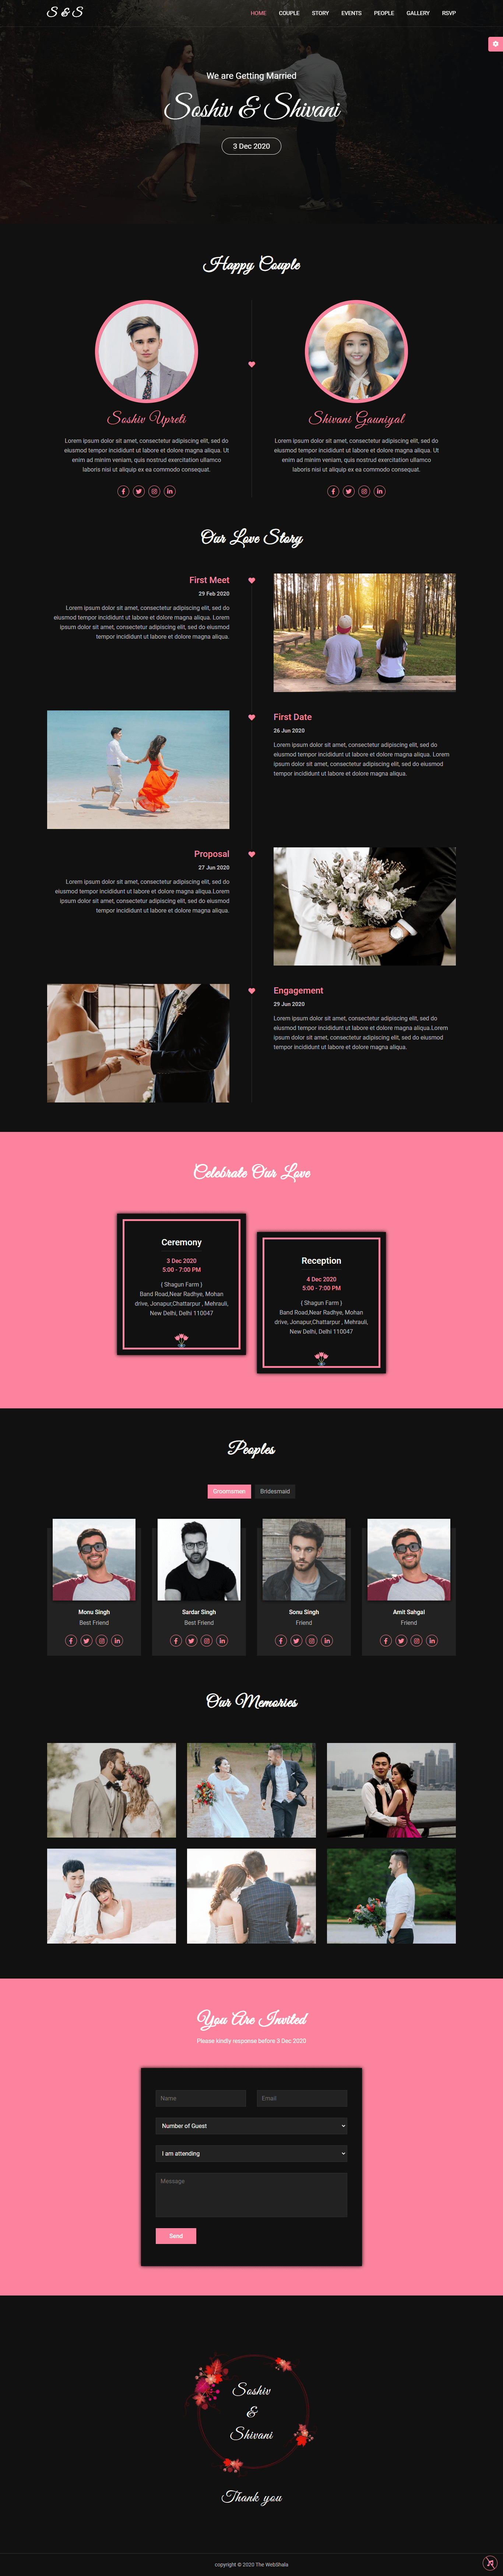 S & S
HOME COUPLE STORY EVENTS PEOPLE GALLERY RSVP
We are Getting Married
Soshiv & Shivani
3 Dec 2020
Happy Couple
Soshiv Upreti
Lorem ipsum dolor sit amet, consectetur adipiscing elit, sed do
eiusmod tempor incididunt ut labore et dolore magna aliqua. Ut
enim ad minim veniam, quis nostrud exercitation ullamco
laboris nisi ut aliquip ex ea commodo consequat.
Shivani Gauniyal
Lorem ipsum dolor sit amet, consectetur adipiscing elit, sed do
eiusmod tempor incididunt ut labore et dolore magna aliqua. Ut
enim ad minim veniam, quis nostrud exercitation ullamco
laboris nisi ut aliquip ex ea commodo consequat.
Our Love Story
First Meet
29 Feb 2020
Lorem ipsum dolor sit amet, consectetur adipiscing elit, sed do
eiusmod tempor incididunt ut labore et dolore magna aliqua. Lorem
ipsum dolor sit amet, consectetur adipiscing elit, sed do eiusmod
tempor incididunt ut labore et dolore magna aliqua.
First Date
26 Jun 2020
Lorem ipsum dolor sit amet, consectetur adipiscing elit, sed do
eiusmod tempor incididunt ut labore et dolore magna aliqua. Lorem
ipsum dolor sit amet, consectetur adipiscing elit, sed do eiusmod
tempor incididunt ut labore et dolore magna aliqua.
Proposal
27 Jun 2020
Lorem ipsum dolor sit amet, consectetur adipiscing elit, sed do
eiusmod tempor incididunt ut labore et dolore magna aliqua.Lorem
ipsum dolor sit amet, consectetur adipiscing elit, sed do eiusmod
tempor incididunt ut labore et dolore magna aliqua.
Engagement
29 Jun 2020
Lorem ipsum dolor sit amet, consectetur adipiscing elit, sed do
eiusmod tempor incididunt ut labore et dolore magna aliqua.Lorem
ipsum dolor sit amet, consectetur adipiscing elit, sed do eiusmod
tempor incididunt ut labore et dolore magna aliqua.
Celebrate Our Love
Ceremony
3 Dec 2020
5:00 - 7:00 PM
( Shagun Farm )
Band Road,Near Radhye, Mohan
drive, Jonapur,Chattarpur , Mehrauli,
New Delhi, Delhi 110047
Reception
4 Dec 2020
5:00 - 7:00 PM
( Shagun Farm )
Band Road,Near Radhye, Mohan
drive, Jonapur,Chattarpur , Mehrauli,
New Delhi, Delhi 110047
Peoples
Groomsmen Bridesmaid
Monu Singh
Best Friend
Sardar Singh
Best Friend
Sonu Singh
Friend
Amit Sahgal
Friend
Our Memories
You Are Invited
Please kindly response before 3 Dec 2020
Name Email
Number of Guest
I am attending
Message
Send
Soshiv
&
Shivani
Thank you
copyright © 2020 The WebShala